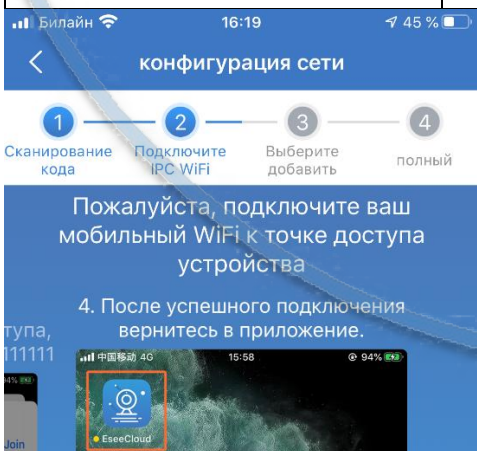 Билайн 16:19 45 %
конфигурация сети
1 2 3 4
Сканирование кода
Подключите IPC WiFi
Выберите добавить
полный
Пожалуйста, подключите ваш
мобильный WiFi к точке доступа
устройства
4. После успешного подключения
вернитесь в приложение.
тупа,
111111
94%
Join
中国移动 4G 15:58 94%
EseeCloud